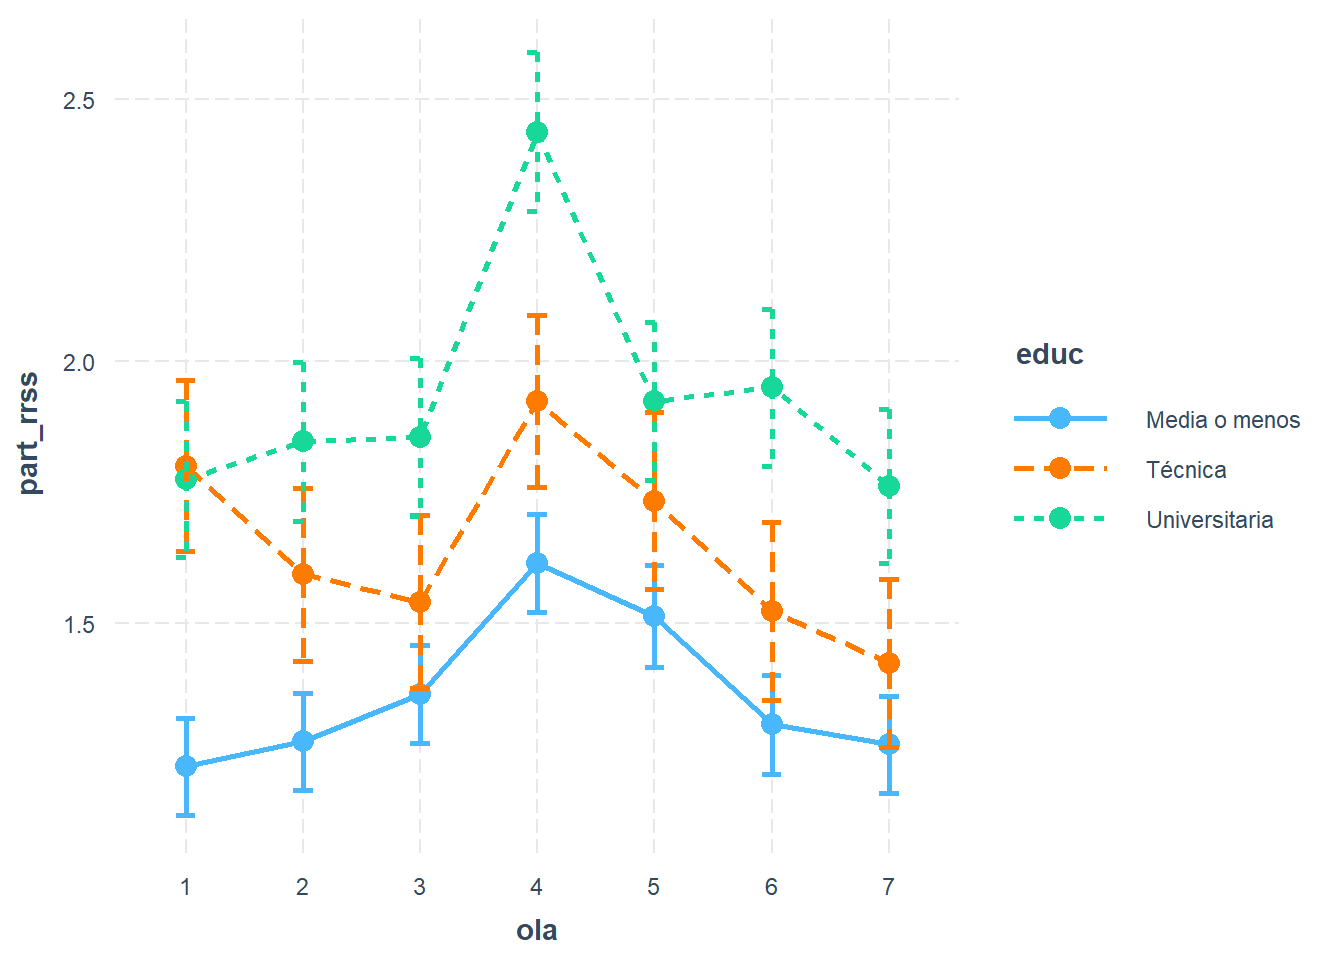 2.5
2.0
1.5
part_rrss
1 2 3 4 5 6 7
ola
educ
Media o menos
Técnica
Universitaria